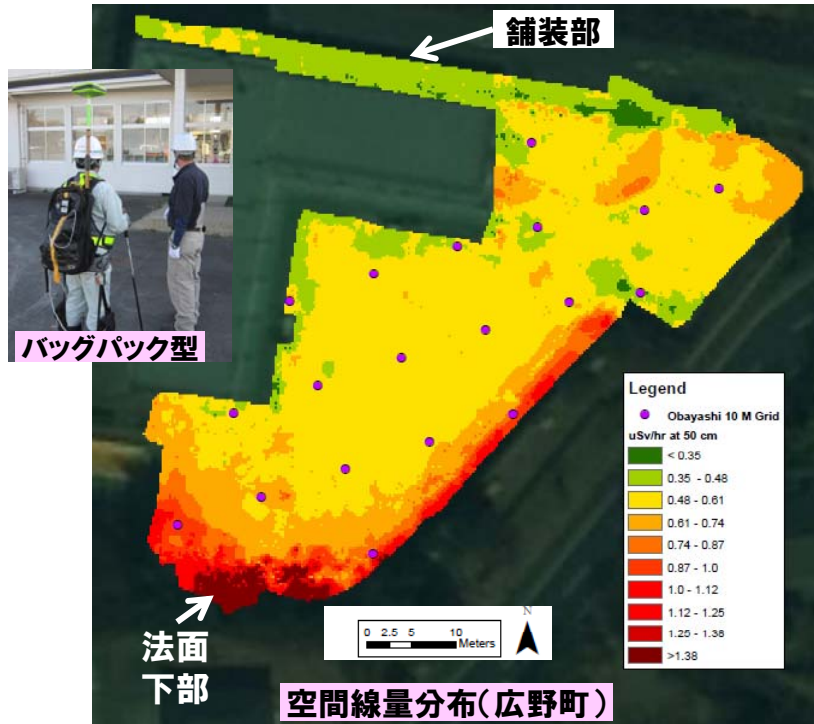 舗装部
バッグパック型
Legend
Obayashi 10 M Grid
uSv/hr at 50 cm
< 0.35
0.35 - 0.48
0.48 - 0.61
0.61 - 0.74
0.74 - 0.87
0.87 - 1.0
1.0 - 1.12
1.12 - 1.25
1.25 - 1.38
>1.38
法面
下部
0 2.5 5 10
Meters
N
空間線量分布(広野町)